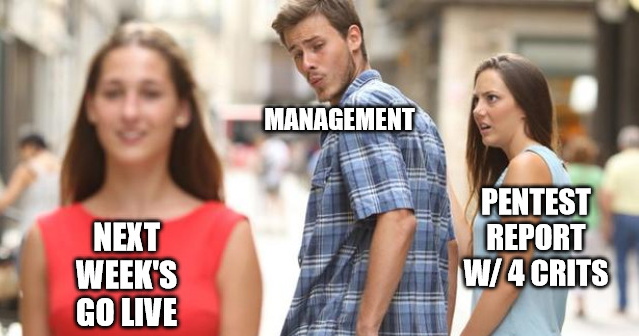 MANAGEMENT
NEXT
WEEK'S
GO LIVE
PENTEST
REPORT
W/ 4 CRITS